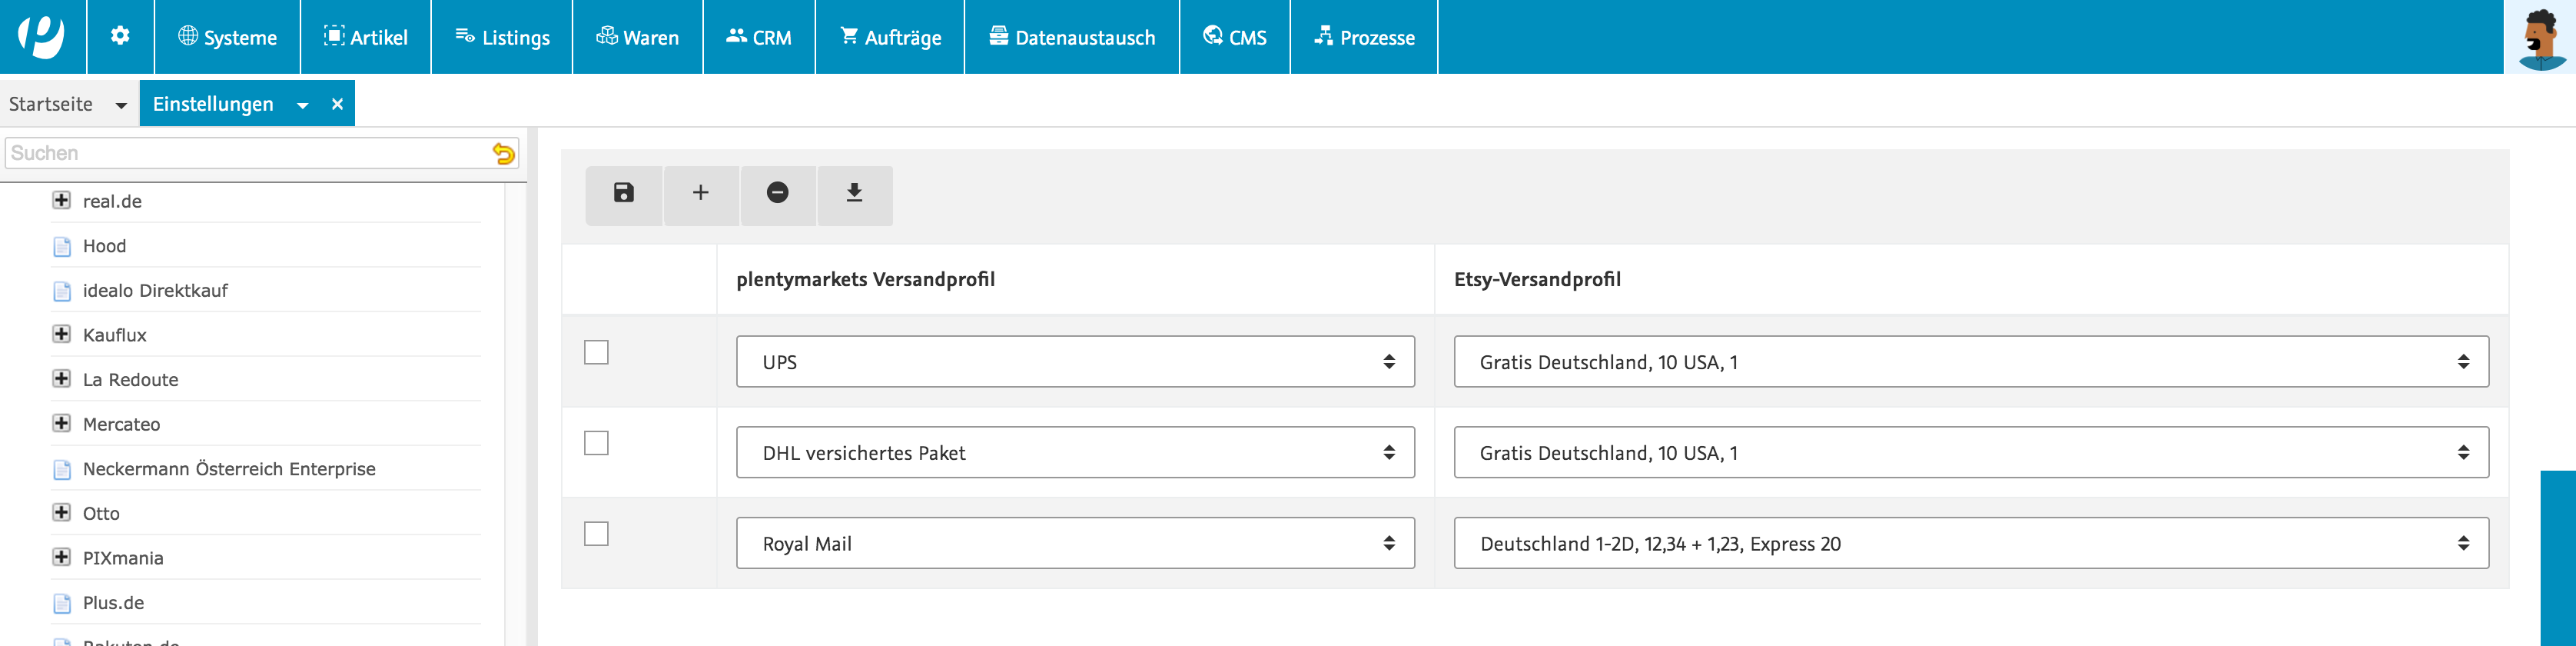 Systeme Artikel Listings Waren CRM Aufträge Datenaustausch CMS Prozesse
Startseite Einstellungen
Suchen
real.de
Hood
idealo Direktkauf
Kauflux
La Redoute
Mercateo
Neckermann Österreich Enterprise
Otto
PIXmania
Plus.de
plentymarkets Versandprofil Etsy-Versandprofil
UPS Gratis Deutschland, 10 USA, 1
DHL versichertes Paket Gratis Deutschland, 10 USA, 1
Royal Mail Deutschland 1-2D, 12,34 + 1,23, Express 20